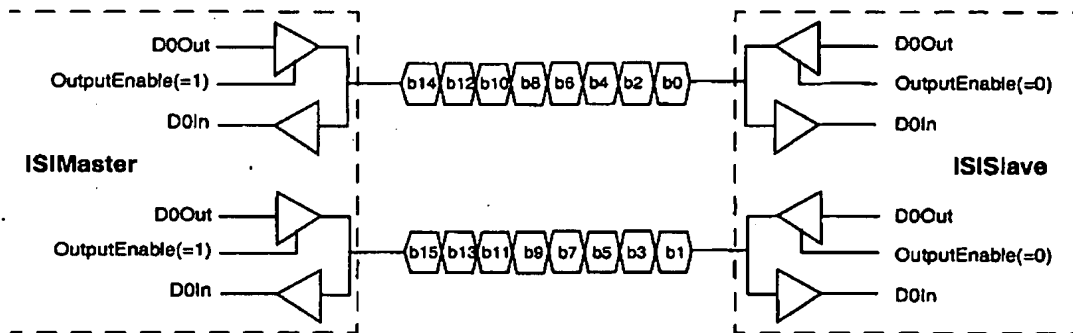 D0Out D0Out
OutputEnable(=1) b14 b12 b10 b8 b6 b4 b2 b0 OutputEnable(=0)
D0In D0In
ISIMaster ISISlave
D0Out D0Out
OutputEnable(=1) b15 b13 b11 b9 b7 b5 b3 b1 OutputEnable(=0)
D0In D0In